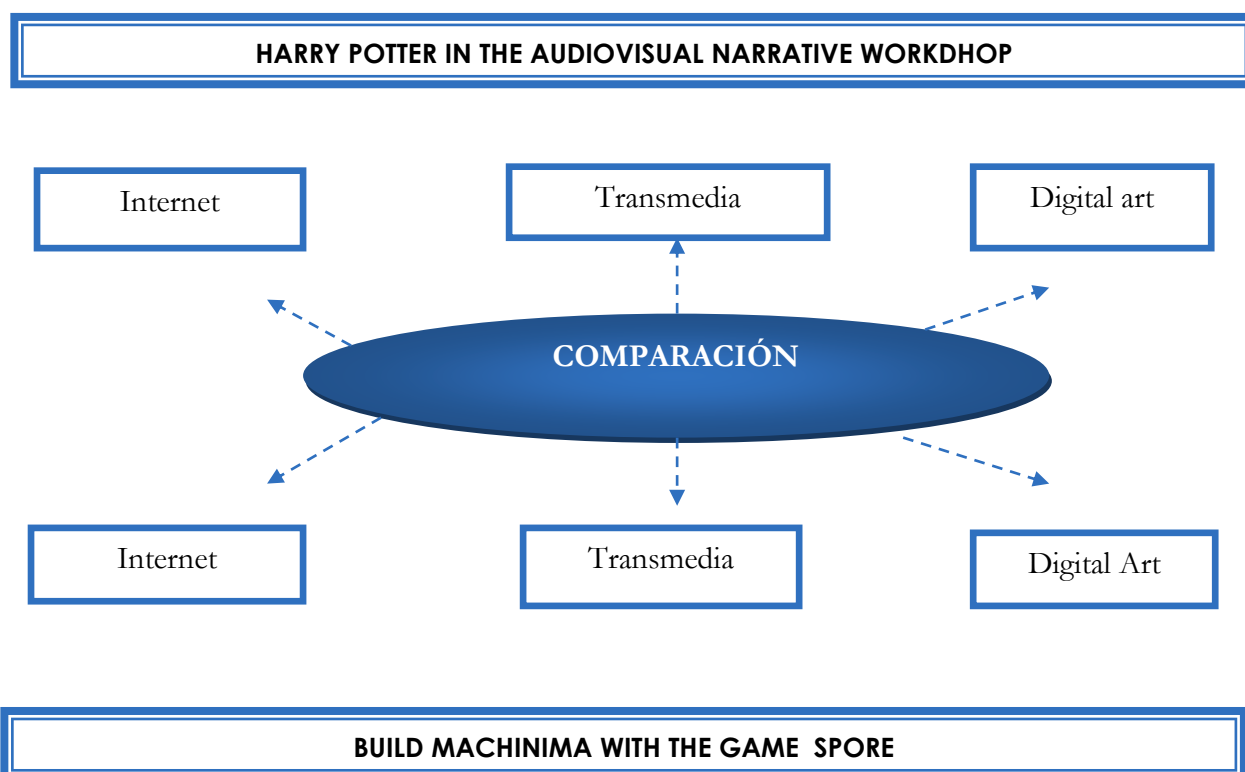 HARRY POTTER IN THE AUDIOVISUAL NARRATIVE WORKDHOP
Internet
Transmedia
Digital art
COMPARACIÓN
Internet
Transmedia
Digital Art
BUILD MACHINIMA WITH THE GAME  SPORE